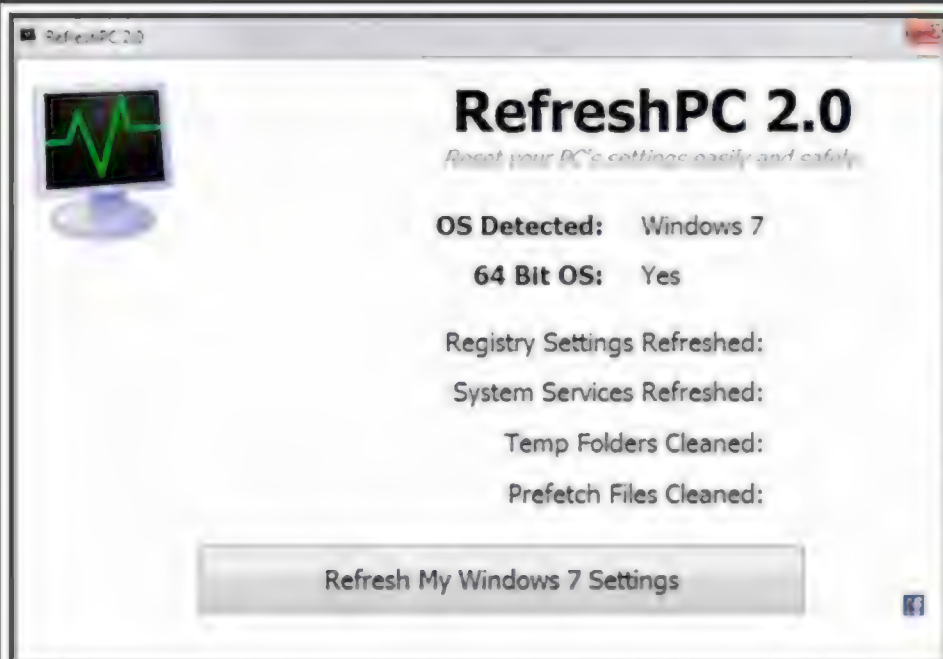 RefreshPC 2.0
RefreshPC 2.0
Reset your PC's settings easily and safely.
OS Detected: Windows 7
64 Bit OS: Yes
Registry Settings Refreshed:
System Services Refreshed:
Temp Folders Cleaned:
Prefetch Files Cleaned:
Refresh My Windows 7 Settings